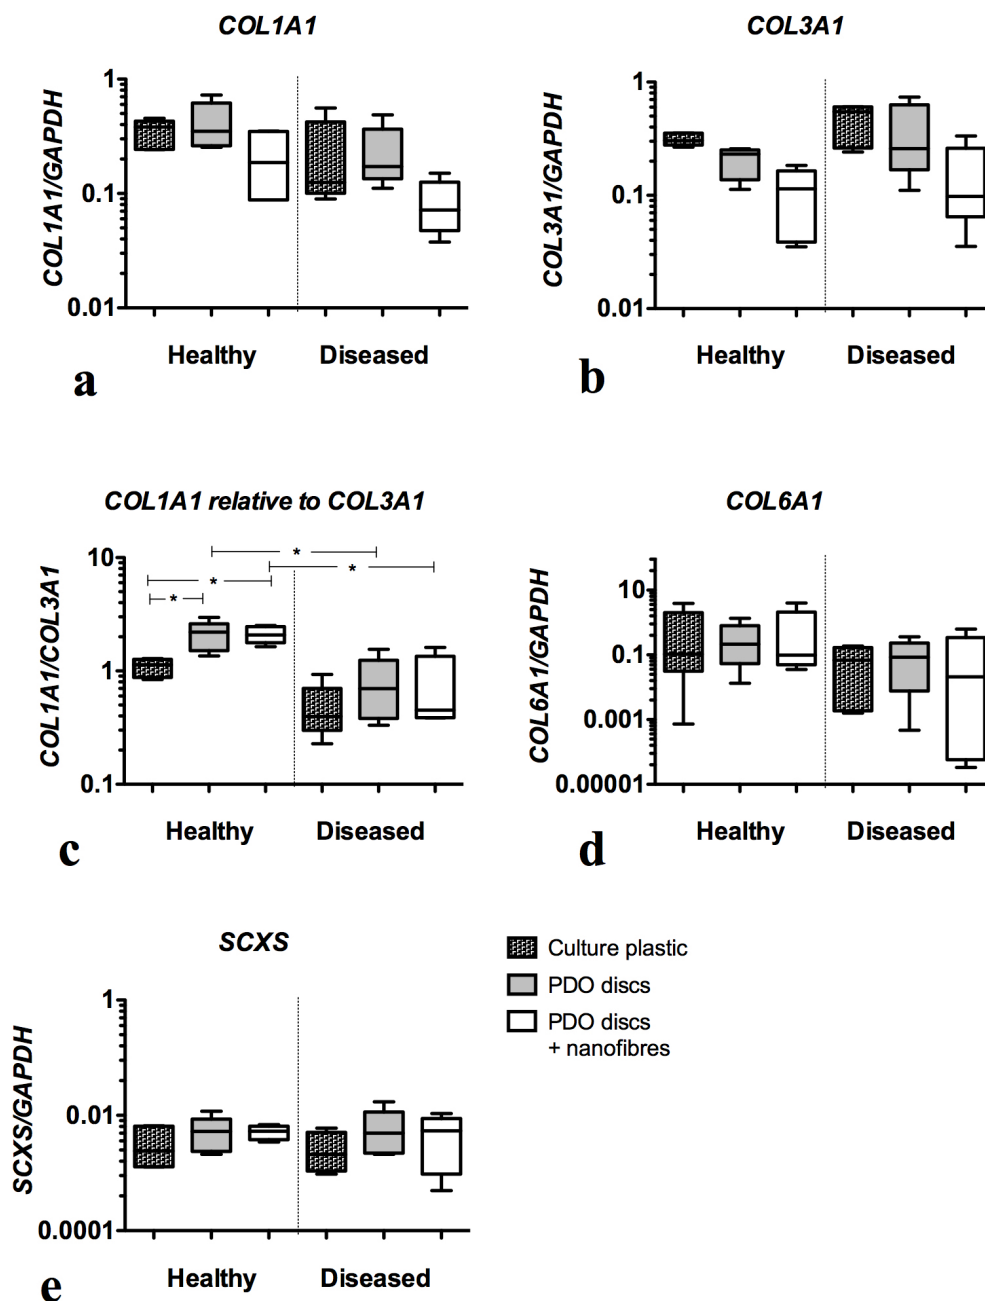 COL1A1
COL1A1/GAPDH
1
0.1
0.01
Healthy
Diseased
a
COL3A1
COL3A1/GAPDH
1
0.1
0.01
Healthy
Diseased
b
COL1A1 relative to COL3A1
COL1A1/COL3A1
10
1
0.1
*
*
*
*
Healthy
Diseased
c
COL6A1
COL6A1/GAPDH
10
0.1
0.001
0.00001
Healthy
Diseased
d
SCXS
SCXS/GAPDH
1
0.01
0.0001
Healthy
Diseased
e
Culture plastic
PDO discs
PDO discs
+ nanofibres